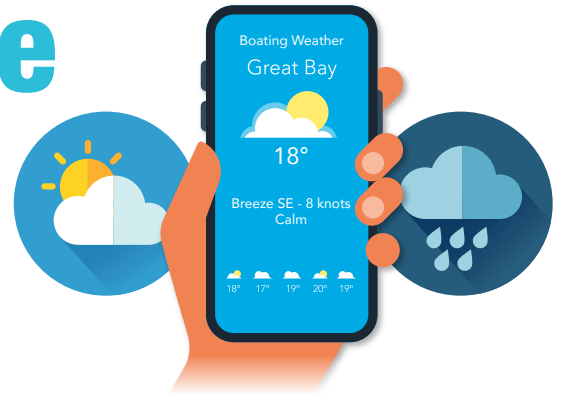 e
Boating Weather
Great Bay
18°
Breeze SE - 8 knots
Calm
18° 17° 19° 20° 19°